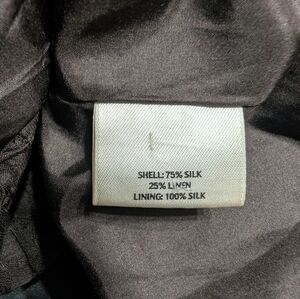 SHELL: 75% SILK
25% LINEN
LINING: 100% SILK